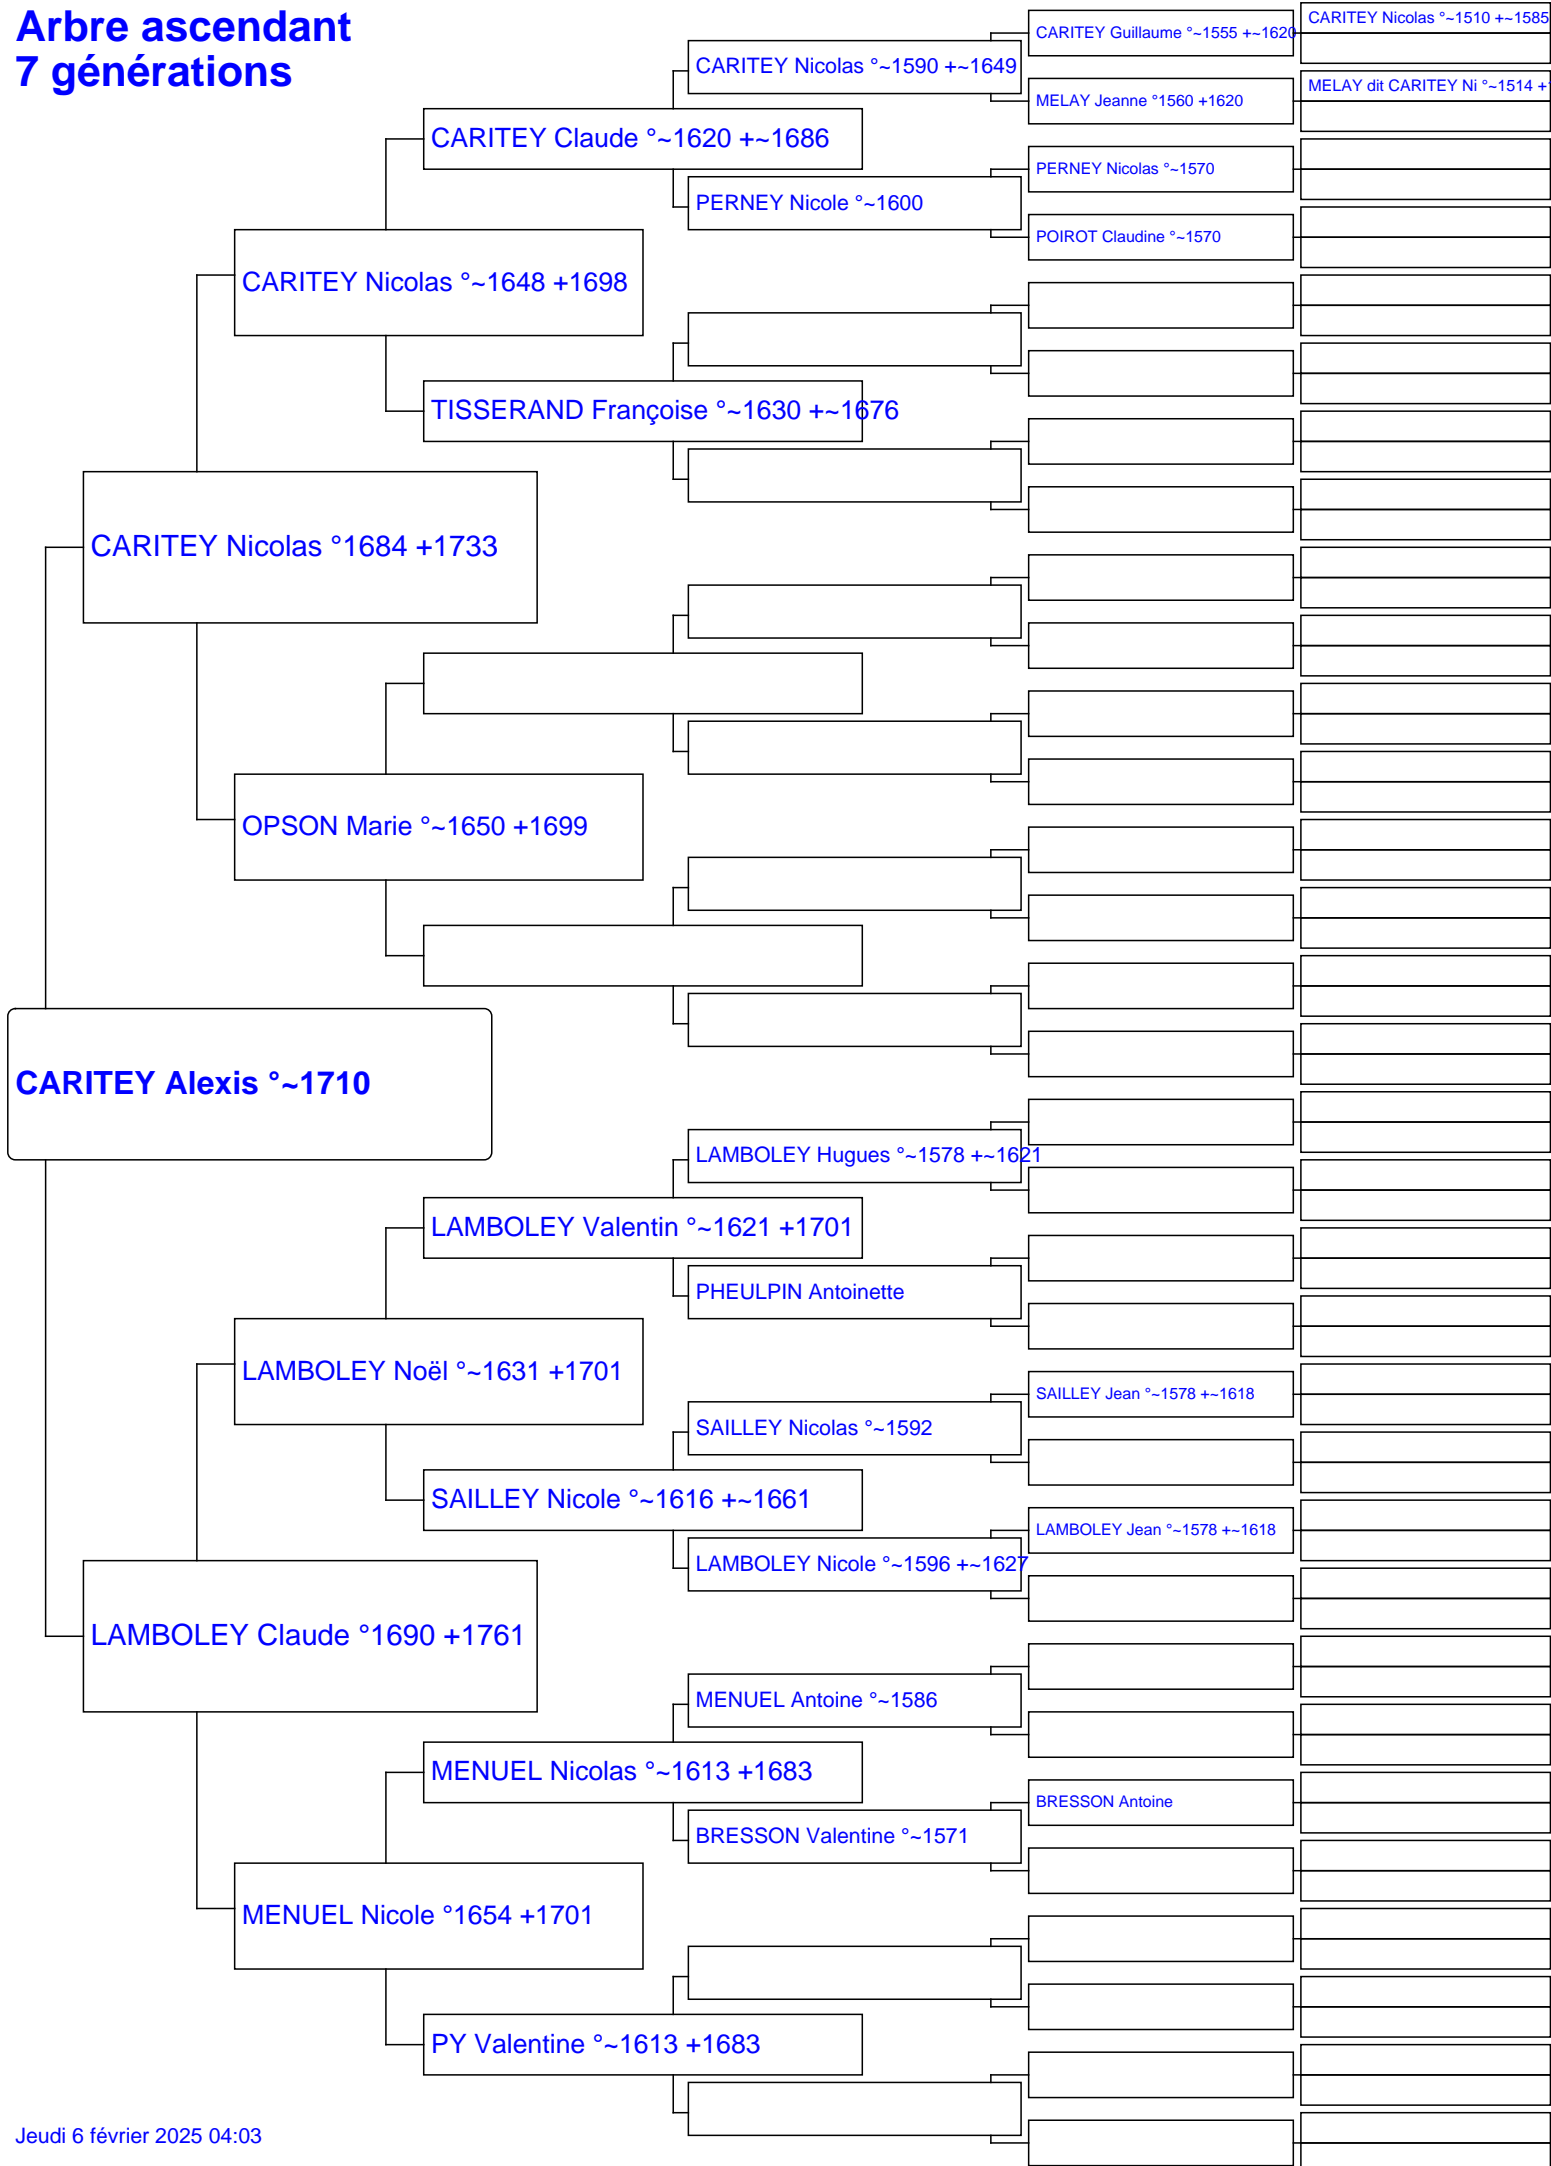 Arbre ascendant
7 générations
CARITEY Nicolas °~1510 +~1585
CARITEY Guillaume °~1555 +~1620
CARITEY Nicolas °~1590 +~1649
MELAY dit CARITEY Ni °~1514 +
MELAY Jeanne °1560 +1620
CARITEY Claude °~1620 +~1686
PERNEY Nicolas °~1570
PERNEY Nicole °~1600
POIROT Claudine °~1570
CARITEY Nicolas °~1648 +1698
TISSERAND Françoise °~1630 +~1676
CARITEY Nicolas °1684 +1733
OPSON Marie °~1650 +1699
CARITEY Alexis °~1710
LAMBOLEY Hugues °~1578 +~1621
LAMBOLEY Valentin °~1621 +1701
PHEULPIN Antoinette
LAMBOLEY Noël °~1631 +1701
SAILLEY Jean °~1578 +~1618
SAILLEY Nicolas °~1592
SAILLEY Nicole °~1616 +~1661
LAMBOLEY Jean °~1578 +~1618
LAMBOLEY Nicole °~1596 +~1627
LAMBOLEY Claude °1690 +1761
MENUEL Antoine °~1586
MENUEL Nicolas °~1613 +1683
BRESSON Antoine
BRESSON Valentine °~1571
MENUEL Nicole °1654 +1701
PY Valentine °~1613 +1683
Jeudi 6 février 2025 04:03